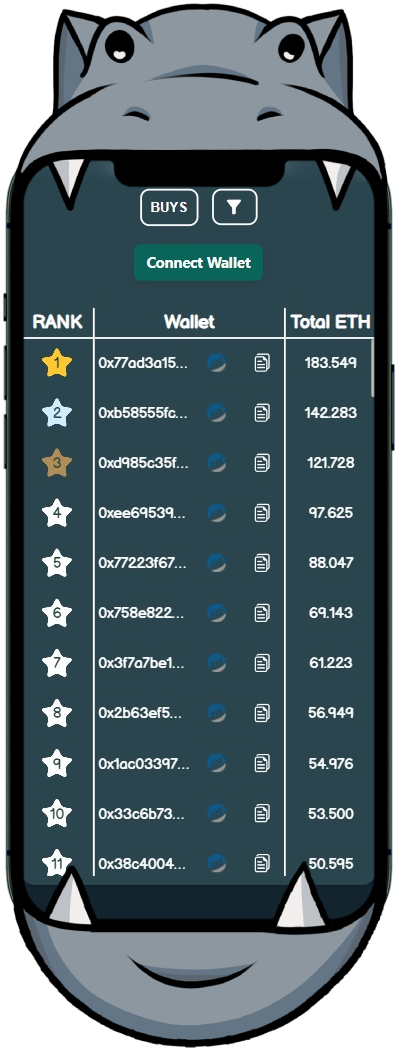 BUYS
Connect Wallet
RANK Wallet Total ETH
1 0x77ad3a15... 183.549
2 0xb58555fc... 142.283
3 0xd985c35f... 121.728
4 0xee69539... 97.625
5 0x77223f67... 88.047
6 0x758e822... 69.143
7 0x3f7a7be1... 61.223
8 0x2b63ef5... 56.949
9 0x1ac03397... 54.976
10 0x33c6b73... 53.500
11 0x38c4004... 50.595